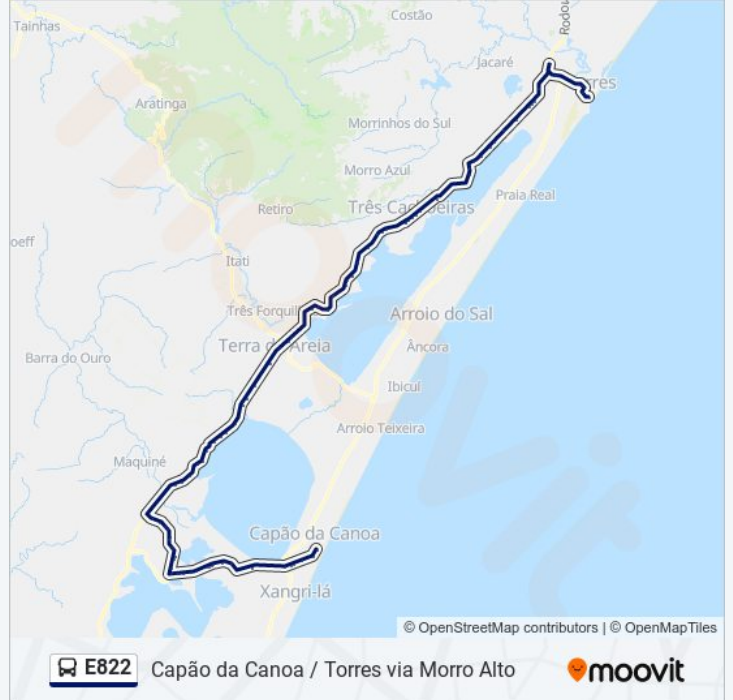 Costão
Rodov
Tainhas
Jacaré
rres
Aratinga
Morrinhos do Sul
Morro Azul
Praia Real
Três Cachoeiras
Retiro
oeff
Itati
Três Forquil
Arroio do Sal
Terra de Areia
Âncora
Barra do Ouro
Ibicuí
Arroio Teixeira
Maquiné
Capão da Canoa
Xangri-lá
© OpenStreetMap contributors | © OpenMapTiles
E822 Capão da Canoa / Torres via Morro Alto
moovit
moovit